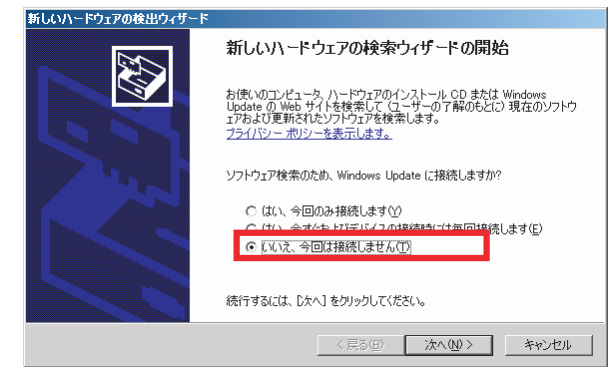 新しいハードウェアの検出ウィザード
新しいハードウェアの検索ウィザードの開始
お使いのコンピュータ、ハードウェアのインストール CD または Windows
Update の Web サイトを検索して (ユーザーの了解のもとに) 現在のソフトウ
ェアおよび更新されたソフトウェアを検索します。
プライバシー ポリシーを表示します。
ソフトウェア検索のため、Windows Update に接続しますか?
はい、今回のみ接続します(Y)
はい、今すぐおよびデバイスの接続時には毎回接続します(E)
いいえ、今回は接続しません(T)
続行するには、[次へ] をクリックしてください。
< 戻る(B)
次へ(N) >
キャンセル